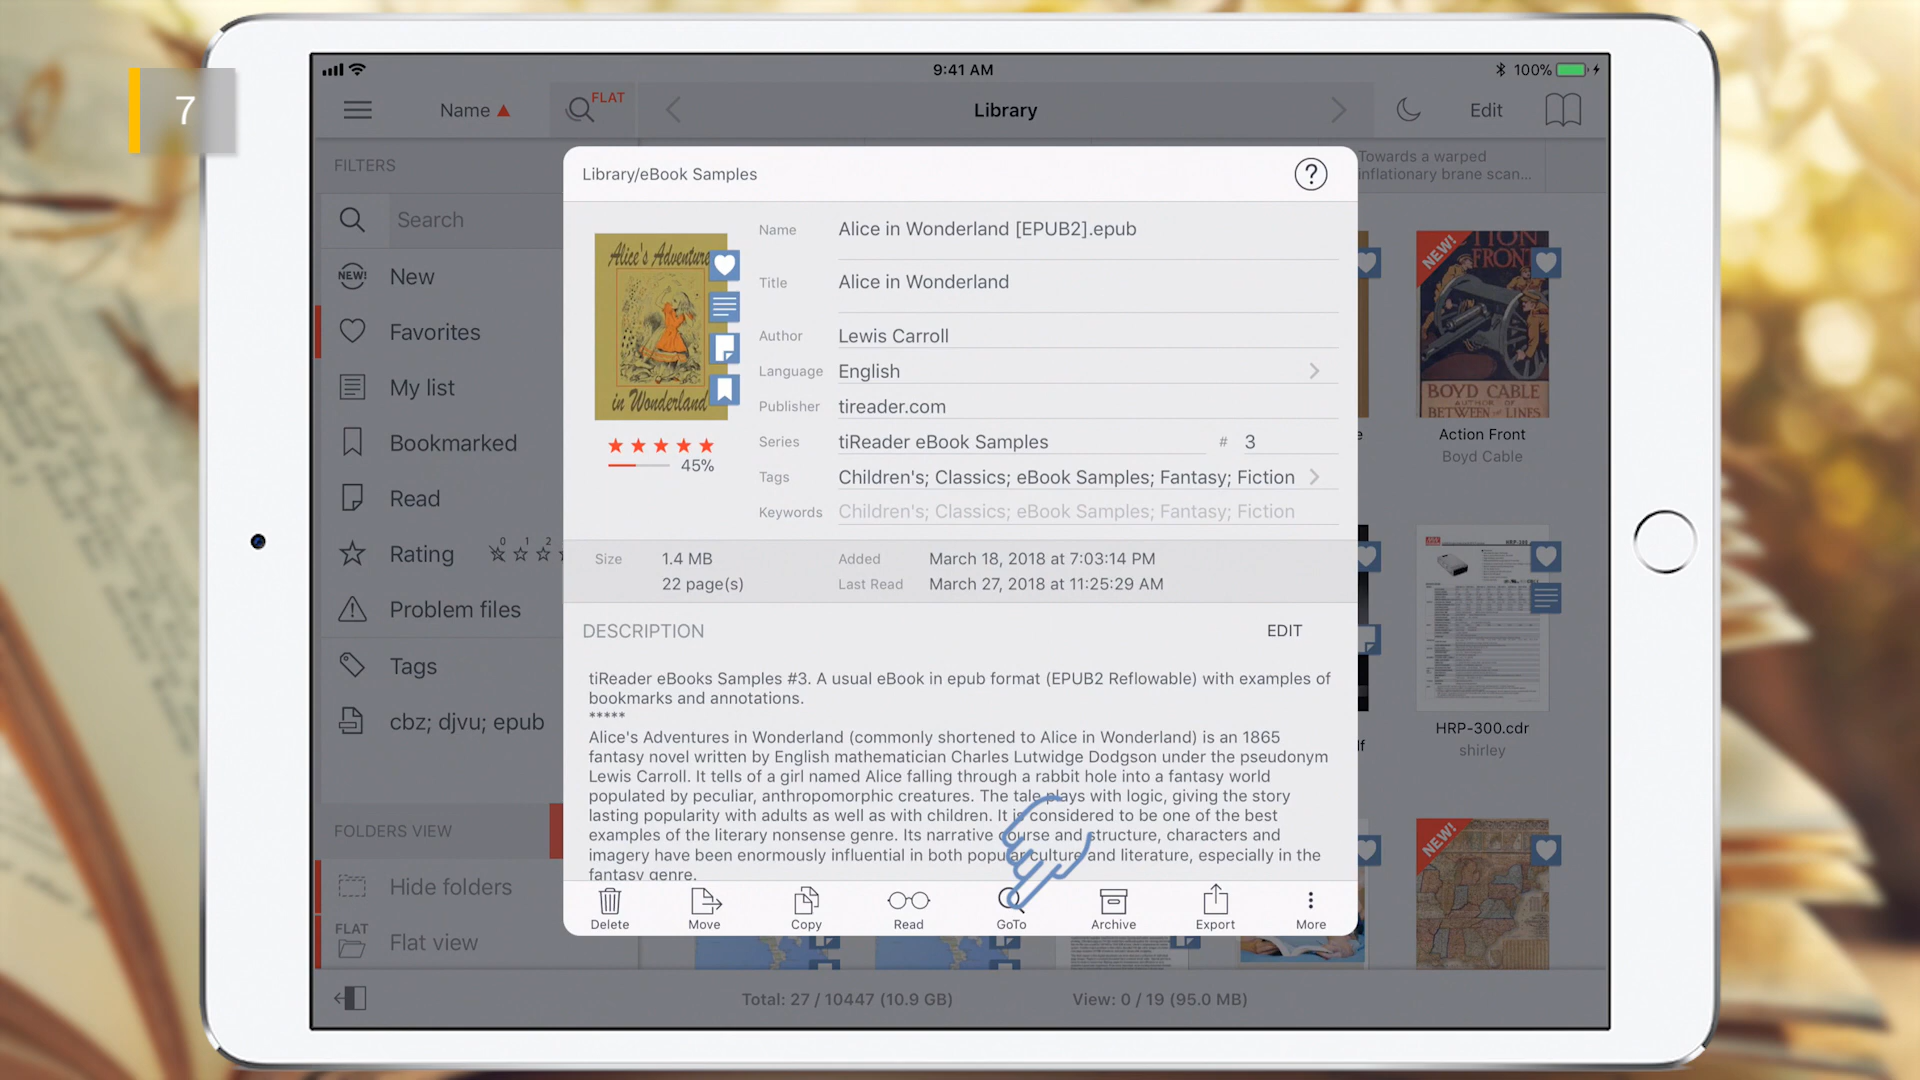 7
9:41 AM
100%
Name
FLAT
Library
Edit
FILTERS
Search
NEW!
New
Favorites
My list
Bookmarked
Read
Rating
0 1 2
Problem files
Tags
cbz; djvu; epub
FOLDERS VIEW
Hide folders
FLAT
Flat view
Library/eBook Samples
?
Alice's Adventure
in Wonderland
45%
Name Alice in Wonderland [EPUB2].epub
Title Alice in Wonderland
Author Lewis Carroll
Language English
Publisher tireader.com
Series tiReader eBook Samples # 3
Tags Children's; Classics; eBook Samples; Fantasy; Fiction
Keywords Children's; Classics; eBook Samples; Fantasy; Fiction
Size 1.4 MB Added March 18, 2018 at 7:03:14 PM
22 page(s) Last Read March 27, 2018 at 11:25:29 AM
DESCRIPTION EDIT
tiReader eBooks Samples #3. A usual eBook in epub format (EPUB2 Reflowable) with examples of
bookmarks and annotations.
*****
Alice's Adventures in Wonderland (commonly shortened to Alice in Wonderland) is an 1865
fantasy novel written by English mathematician Charles Lutwidge Dodgson under the pseudonym
Lewis Carroll. It tells of a girl named Alice falling through a rabbit hole into a fantasy world
populated by peculiar, anthropomorphic creatures. The tale plays with logic, giving the story
lasting popularity with adults as well as with children. It is considered to be one of the best
examples of the literary nonsense genre. Its narrative course and structure, characters and
imagery have been enormously influential in both popular culture and literature, especially in the
fantasy genre.
Delete Move Copy Read GoTo Archive Export More
Towards a warped
inflationary brane scan...
NEW!
FRONT
BOYD CABLE
AUTHOR OF
BETWEEN THE LINES
Action Front
Boyd Cable
HRP-300
HRP-300.cdr
shirley
NEW!
Total: 27 / 10447 (10.9 GB)
View: 0 / 19 (95.0 MB)